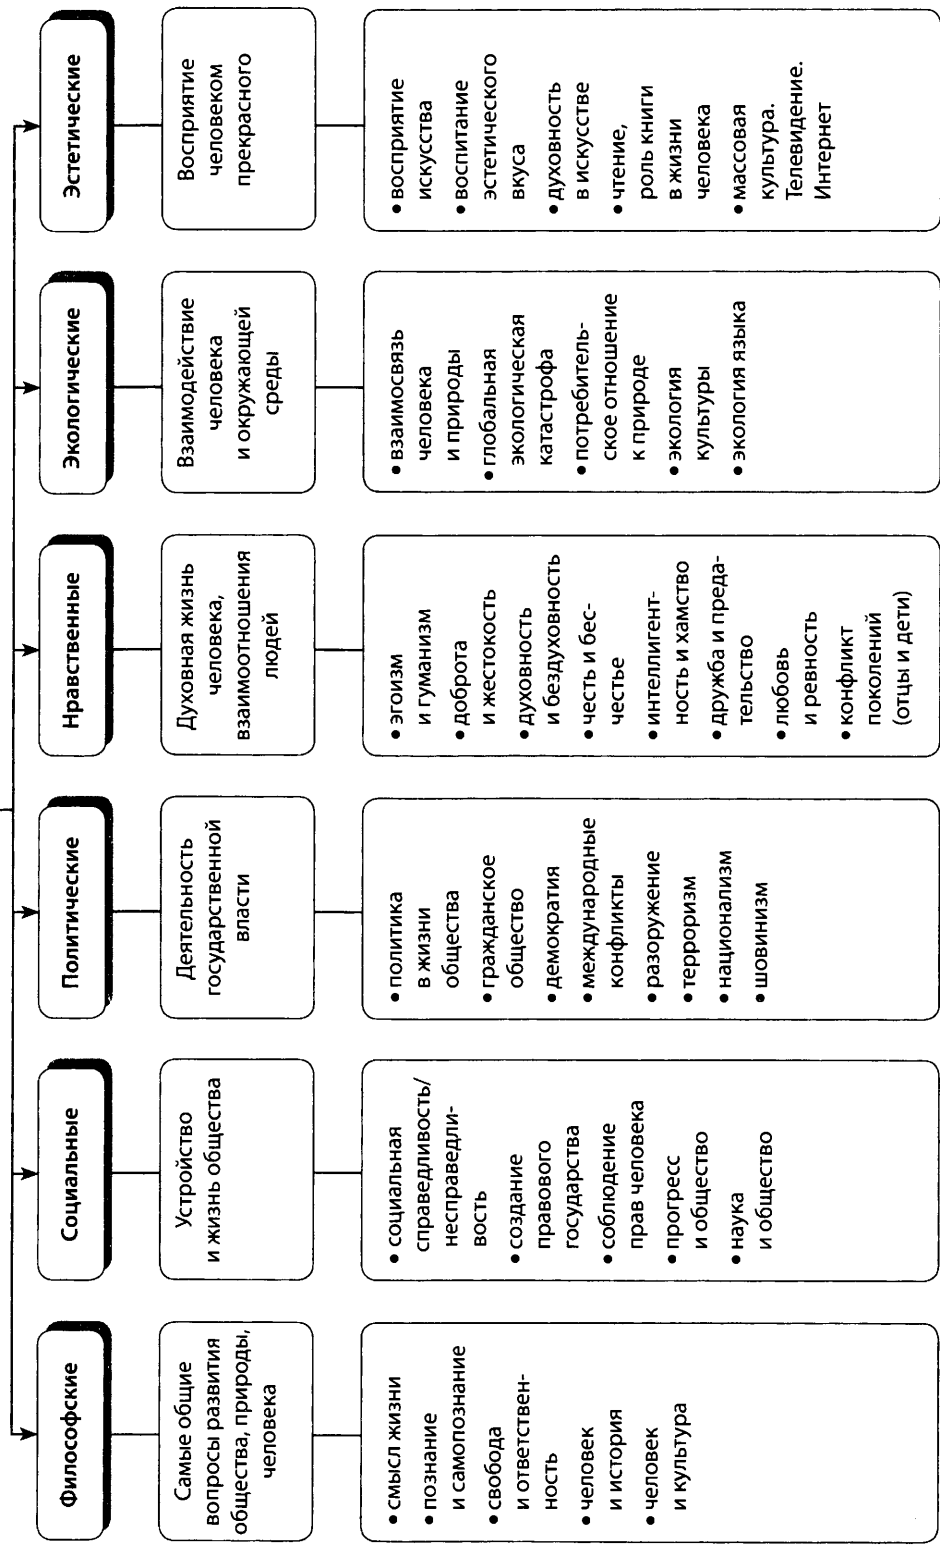 Философские
Самые общие
вопросы развития
общества, природы,
человека
• смысл жизни
• познание
и самопознание
• свобода
и ответствен-
ность
• человек
и история
• человек
и культура
Социальные
Устройство
и жизнь общества
• социальная
справедливость/
несправедли-
вость
• создание
правового
государства
• соблюдение
прав человека
• прогресс
и общество
• наука
и общество
Политические
Деятельность
государственной
власти
• политика
в жизни
общества
• гражданское
общество
• демократия
• международные
конфликты
• разоружение
• терроризм
• национализм
• шовинизм
Нравственные
Духовная жизнь
человека,
взаимоотношения
людей
• эгоизм
и гуманизм
• доброта
и жестокость
• духовность
и бездуховность
• честь и бес-
честье
• интеллигент-
ность и хамство
• дружба и преда-
тельство
• любовь
и ревность
• конфликт
поколений
(отцы и дети)
Экологические
Взаимодействие
человека
и окружающей
среды
• взаимосвязь
человека
и природы
• глобальная
экологическая
катастрофа
• потребитель-
ское отношение
к природе
• экология
культуры
• экология языка
Эстетические
Восприятие
человеком
прекрасного
• восприятие
искусства
• воспитание
эстетического
вкуса
• духовность
в искусстве
• чтение,
роль книги
в жизни
человека
• массовая
культура.
Телевидение.
Интернет